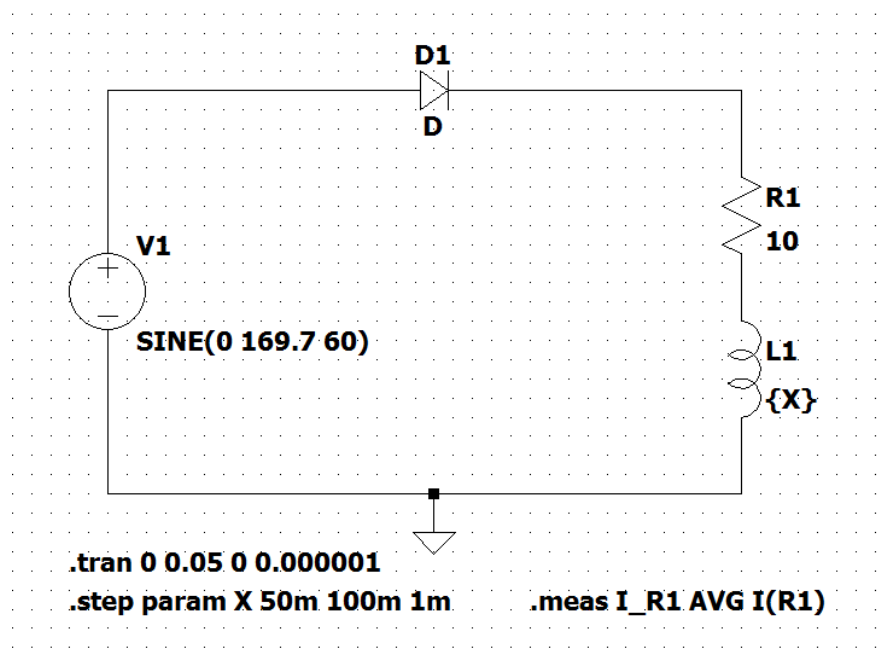 D1
D
R1
10
V1
SINE(0 169.7 60)
L1
{X}
.tran 0 0.05 0 0.000001
.step param X 50m 100m 1m
.meas I_R1 AVG I(R1)